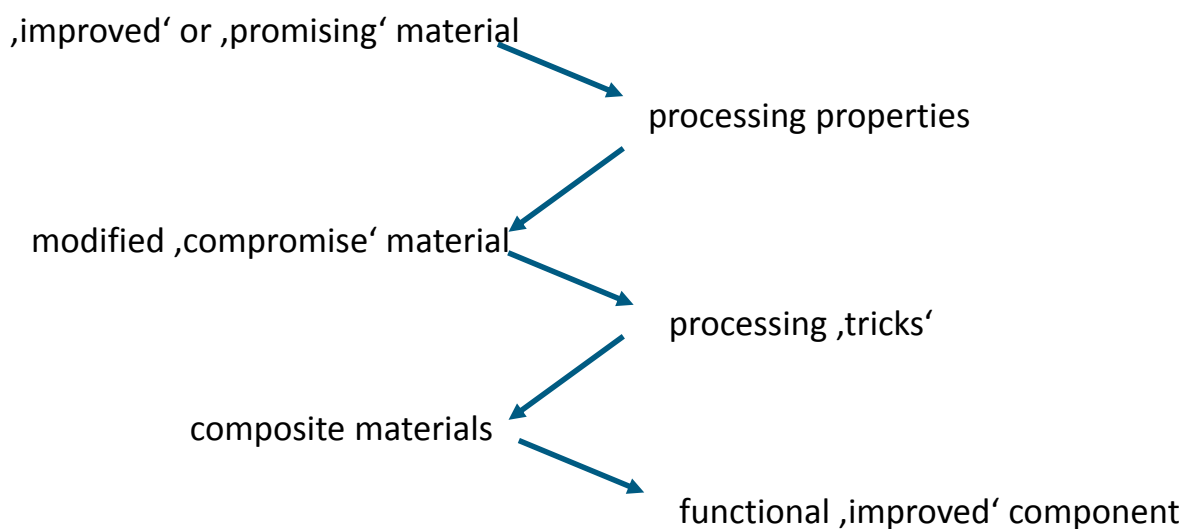 ‚improved‘ or ‚promising‘ material
processing properties
modified ‚compromise‘ material
processing ‚tricks‘
composite materials
functional ‚improved‘ component